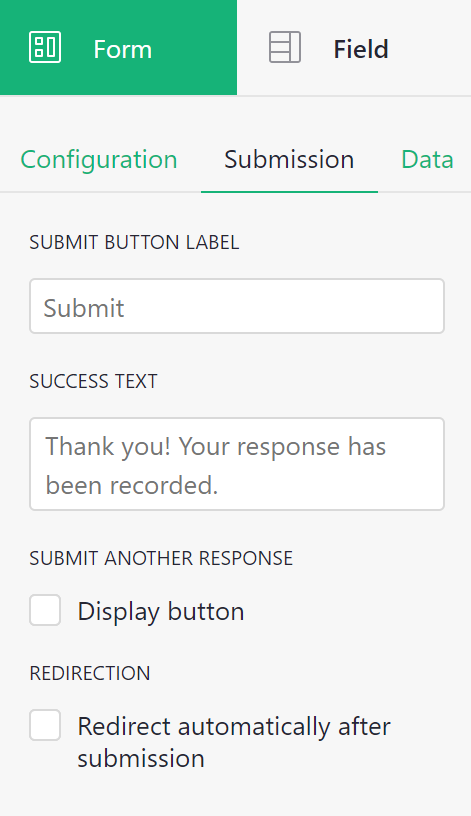 Form Field
Configuration Submission Data
SUBMIT BUTTON LABEL
Submit
SUCCESS TEXT
Thank you! Your response has
been recorded.
SUBMIT ANOTHER RESPONSE
Display button
REDIRECTION
Redirect automatically after
submission